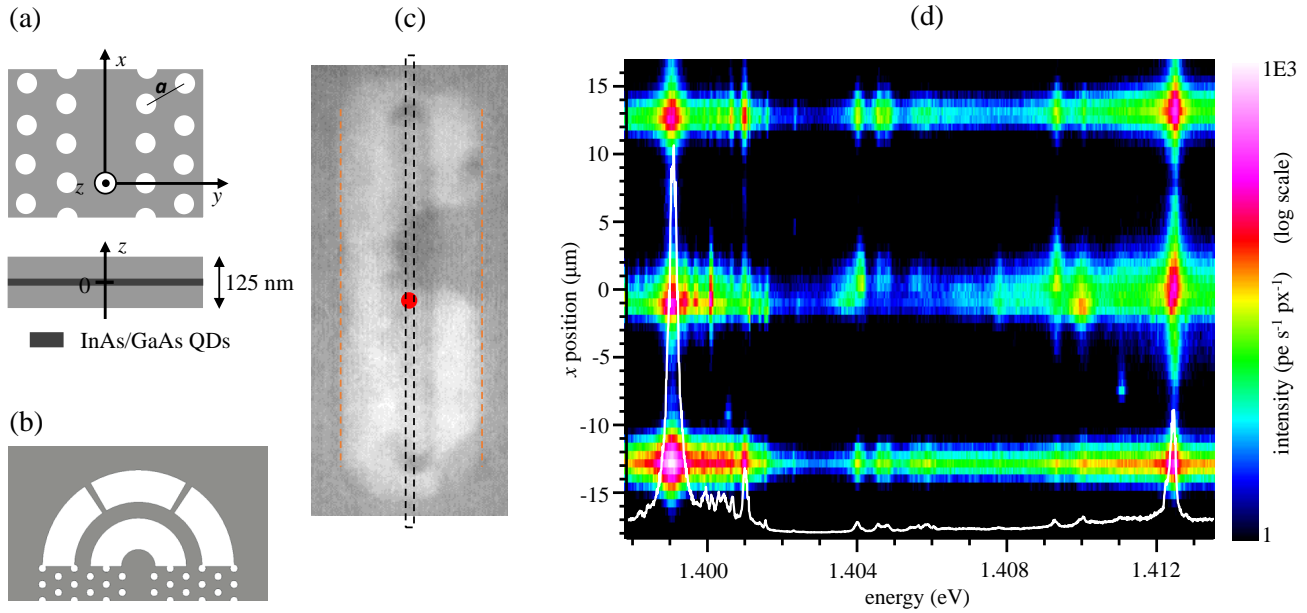 (a)
x
a
z
y
z
0
125 nm
InAs/GaAs QDs
(b)
(c)
(d)
x position (µm)
15
10
5
0
-5
-10
-15
1.400
1.404
1.408
1.412
energy (eV)
1E3
1
intensity (pe s⁻¹ px⁻¹) (log scale)